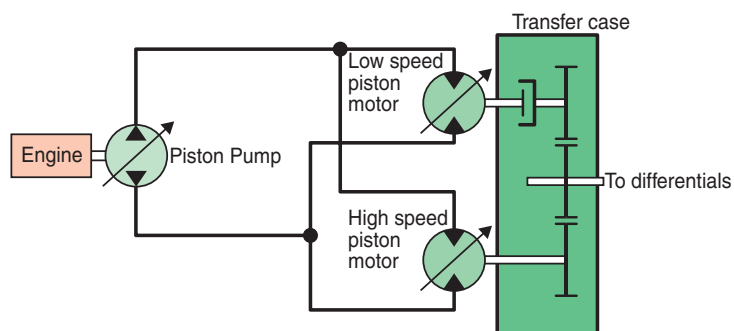 Transfer case
Low speed
piston
motor
Engine
Piston Pump
To differentials
High speed
piston
motor